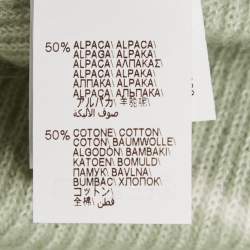 50% ALPACA\ ALPACA\
ALPAGA\ ALPAKA\
ALPACA\ ΑΛΠΑΚΑΣ\
ALPACA\ ALPAKA\
АЛПАКА\ ALPAKA\
ALPACA\ АЛЬПАКА\
アルパカ\ 羊驼绒\
صوف الألبكة\
50% COTONE\ COTTON\
COTON\ BAUMWOLLE\
ALGODÓN\ ΒΑΜΒΑΚΙ\
KATOEN\ BOMULD\
ПАМУК\ BAVLNA\
BUMBAC\ ХЛОПОК\
コットン\
全棉\ قطن\